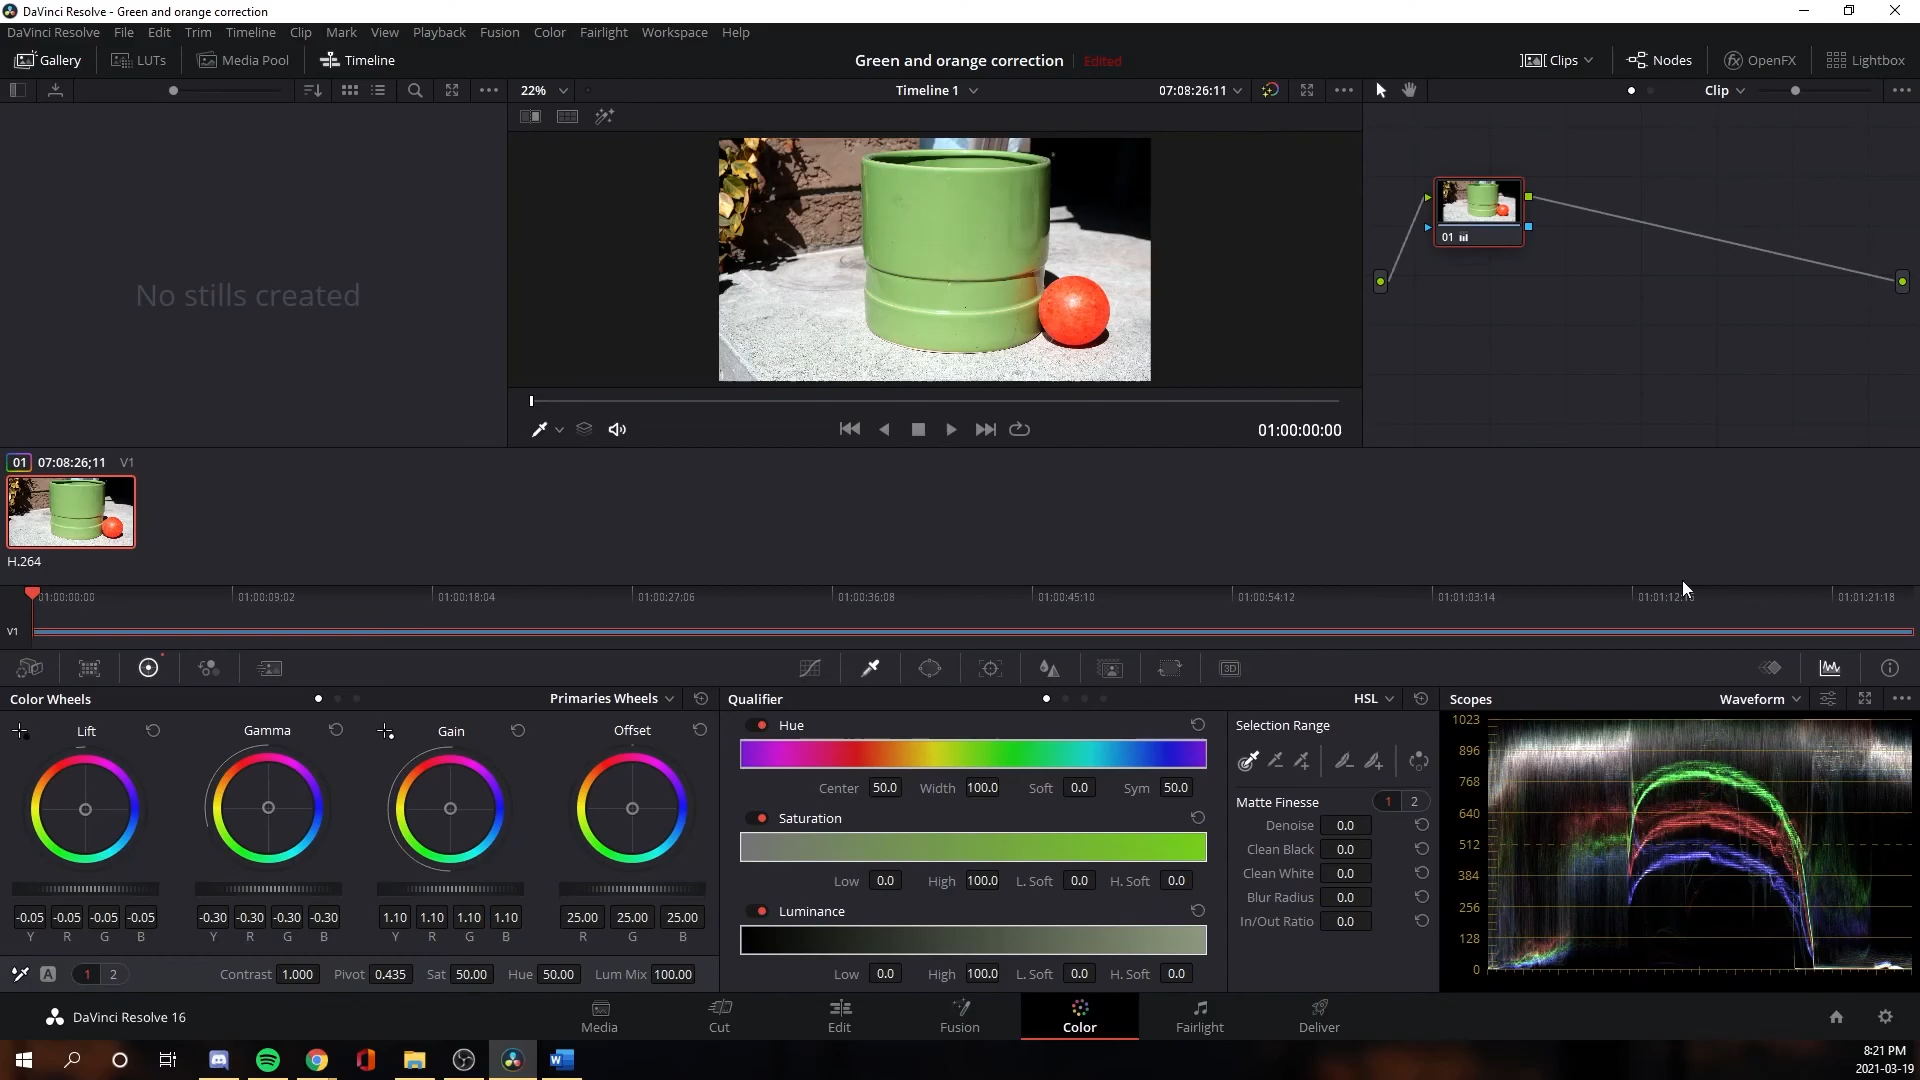 DaVinci Resolve - Green and orange correction
DaVinci Resolve File Edit Trim Timeline Clip Mark View Playback Fusion Color Fairlight Workspace Help
Gallery LUTs Media Pool Timeline Green and orange correction Edited Clips Nodes OpenFX Lightbox
22% Timeline 1 07:08:26:11 Clip
No stills created
01
01:00:00:00
01 07:08:26;11 V1
H.264
01:00:00:00 01:00:09:02 01:00:18:04 01:00:27:06 01:00:36:08 01:00:45:10 01:00:54:12 01:01:03:14 01:01:21:18
V1
3D
Color Wheels Primaries Wheels Qualifier HSL Scopes Waveform
Lift Gamma Gain Offset
-0.05 -0.05 -0.05 -0.05 -0.30 -0.30 -0.30 -0.30 1.10 1.10 1.10 1.10 25.00 25.00 25.00
Y R G B Y R G B Y R G B R G B
A 1 2 Contrast 1.000 Pivot 0.435 Sat 50.00 Hue 50.00 Lum Mix 100.00
Hue
Center 50.0 Width 100.0 Soft 0.0 Sym 50.0
Saturation
Low 0.0 High 100.0 L. Soft 0.0 H. Soft 0.0
Luminance
Low 0.0 High 100.0 L. Soft 0.0 H. Soft 0.0
Selection Range
Matte Finesse 1 2
Denoise 0.0
Clean Black 0.0
Clean White 0.0
Blur Radius 0.0
In/Out Ratio 0.0
1023
896
768
640
512
384
256
128
0
DaVinci Resolve 16 Media Cut Edit Fusion Color Fairlight Deliver
8:21 PM
2021-03-19